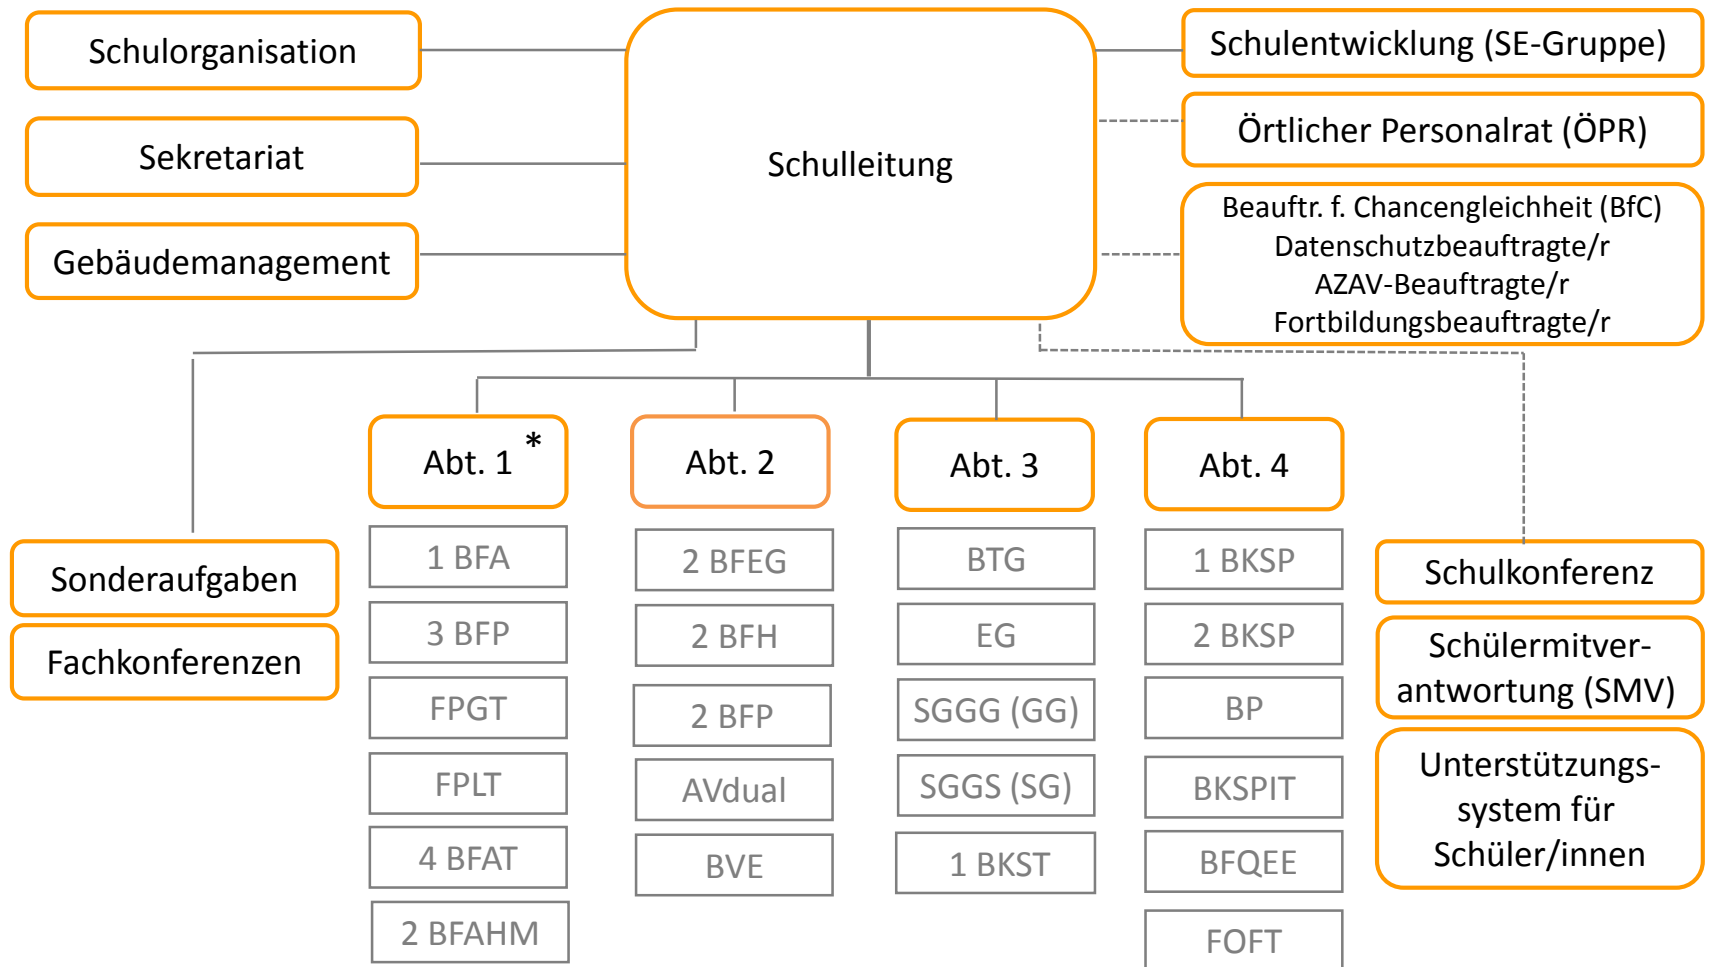 Schulorganisation
Sekretariat
Gebäudemanagement
Schulleitung
Schulentwicklung (SE-Gruppe)
Örtlicher Personalrat (ÖPR)
Beauftr. f. Chancengleichheit (BfC)
Datenschutzbeauftragte/r
AZAV-Beauftragte/r
Fortbildungsbeauftragte/r
Sonderaufgaben
Fachkonferenzen
Abt. 1 *
1 BFA
3 BFP
FPGT
FPLT
4 BFAT
2 BFAHM
Abt. 2
2 BFEG
2 BFH
2 BFP
AVdual
BVE
Abt. 3
BTG
EG
SGGG (GG)
SGGS (SG)
1 BKST
Abt. 4
1 BKSP
2 BKSP
BP
BKSPIT
BFQEE
FOFT
Schulkonferenz
Schülermitver-
antwortung (SMV)
Unterstützungs-
system für
Schüler/innen